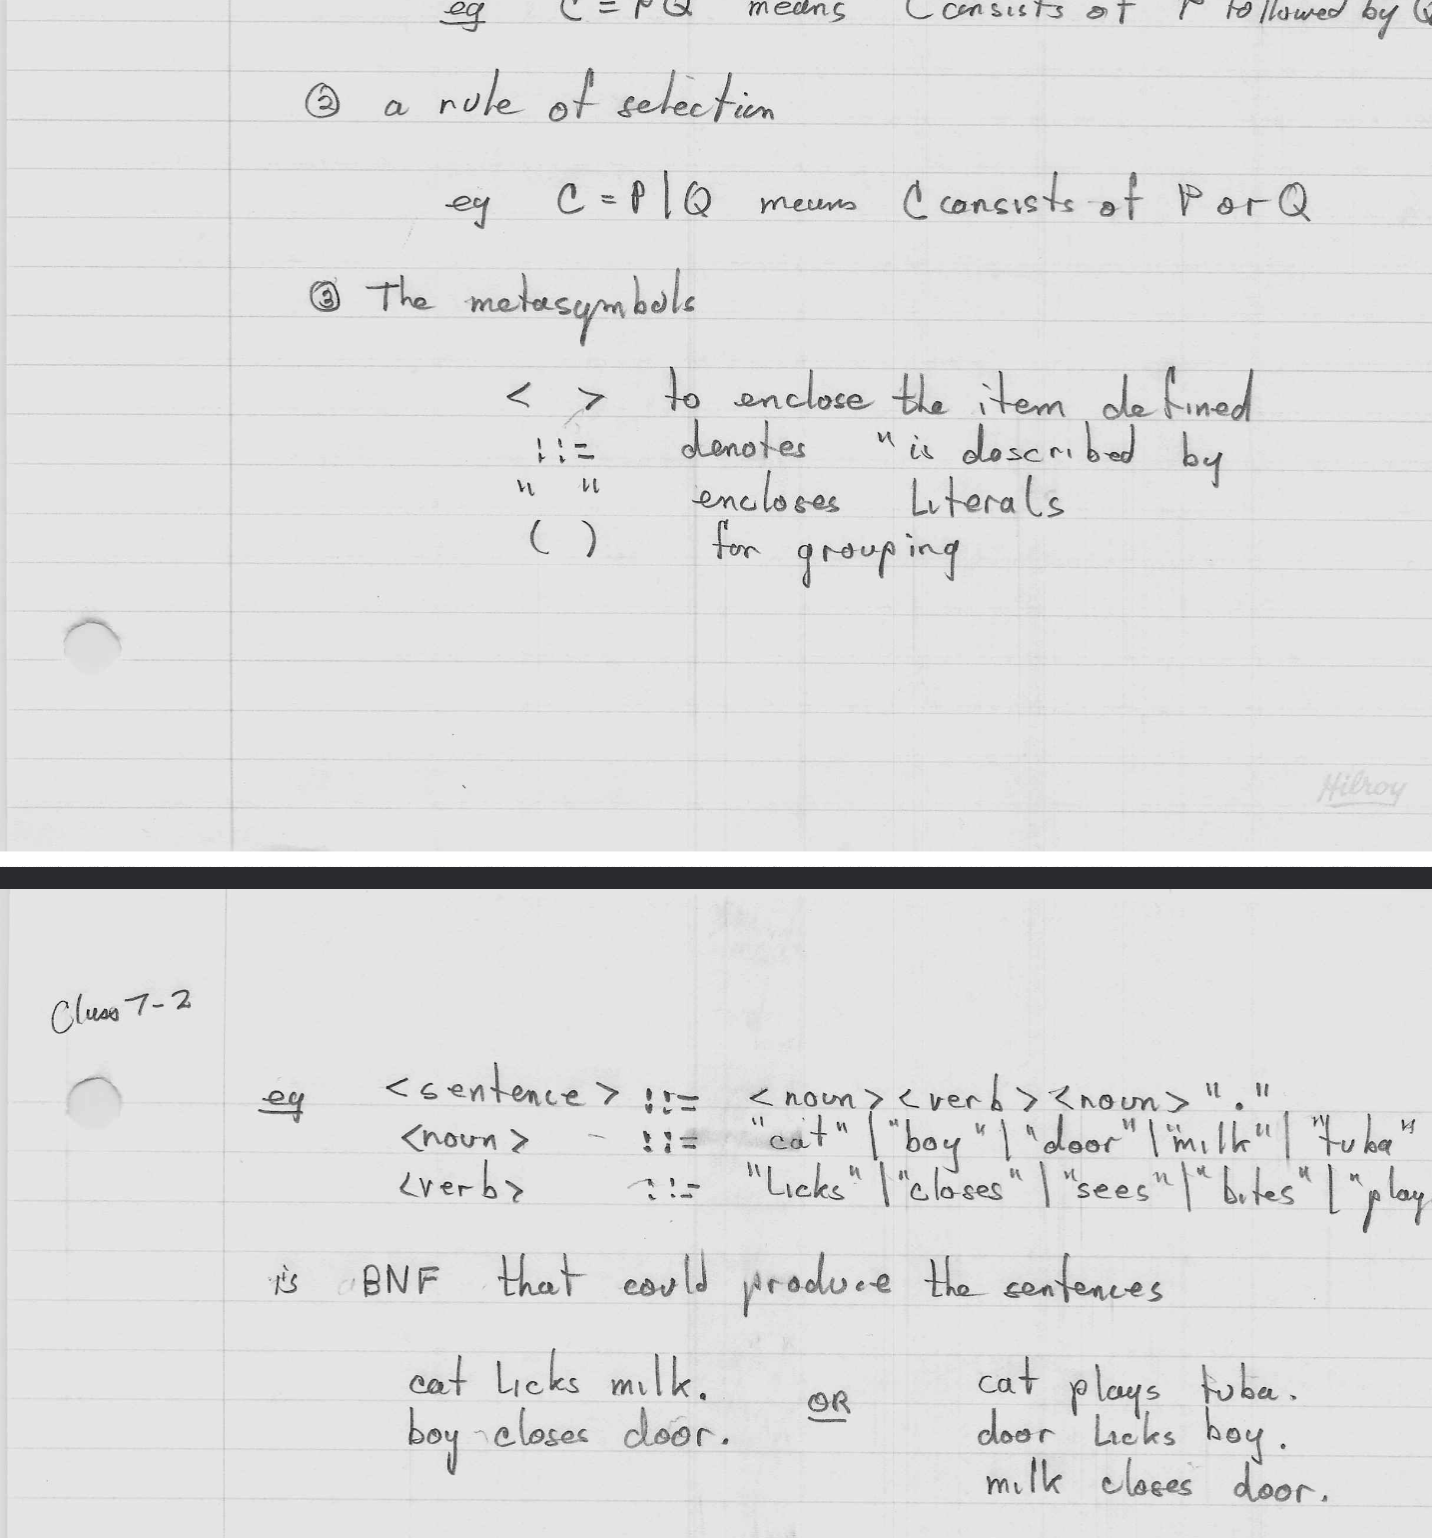 eg C = PQ means C consists of P followed by Q
② a rule of selection
eg C = P | Q means C consists of P or Q
③ The metasymbols
< > to enclose the item defined
::= denotes "is described by
" " encloses Literals
( ) for grouping
Hilroy
Class 7-2
eg <sentence> ::= <noun><verb><noun>"."
<noun> ::= "cat" | "boy" | "door" | "milk" | "tuba"
<verb> ::= "Licks" | "closes" | "sees" | "bites" | "play
is BNF that could produce the sentences
cat Licks milk. OR cat plays tuba.
boy closes door. door Licks boy.
milk closes door.